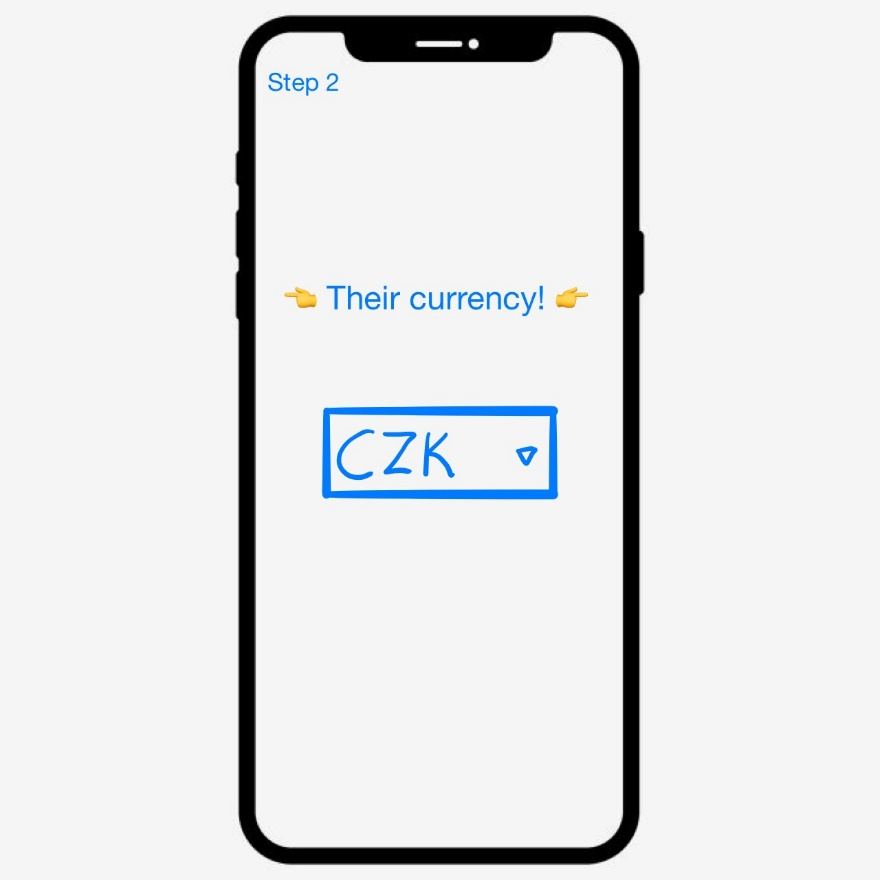 Step 2
👈 Their currency! 👉
CZK